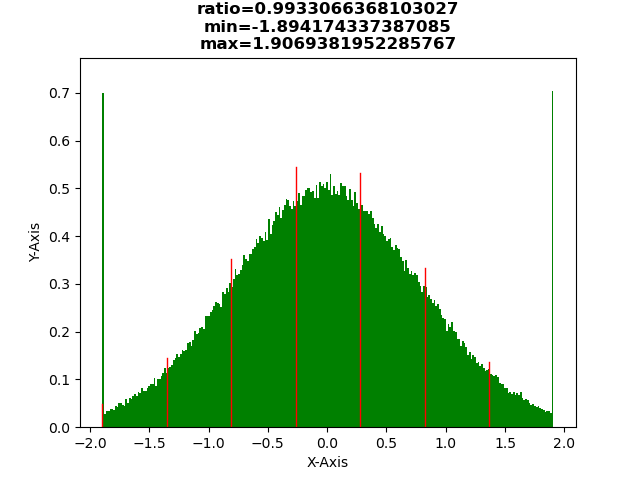 ratio=0.9933066368103027
min=-1.894174337387085
max=1.9069381952285767
0.7
0.6
0.5
0.4
0.3
0.2
0.1
0.0
Y-Axis
−2.0 −1.5 −1.0 −0.5 0.0 0.5 1.0 1.5 2.0
X-Axis